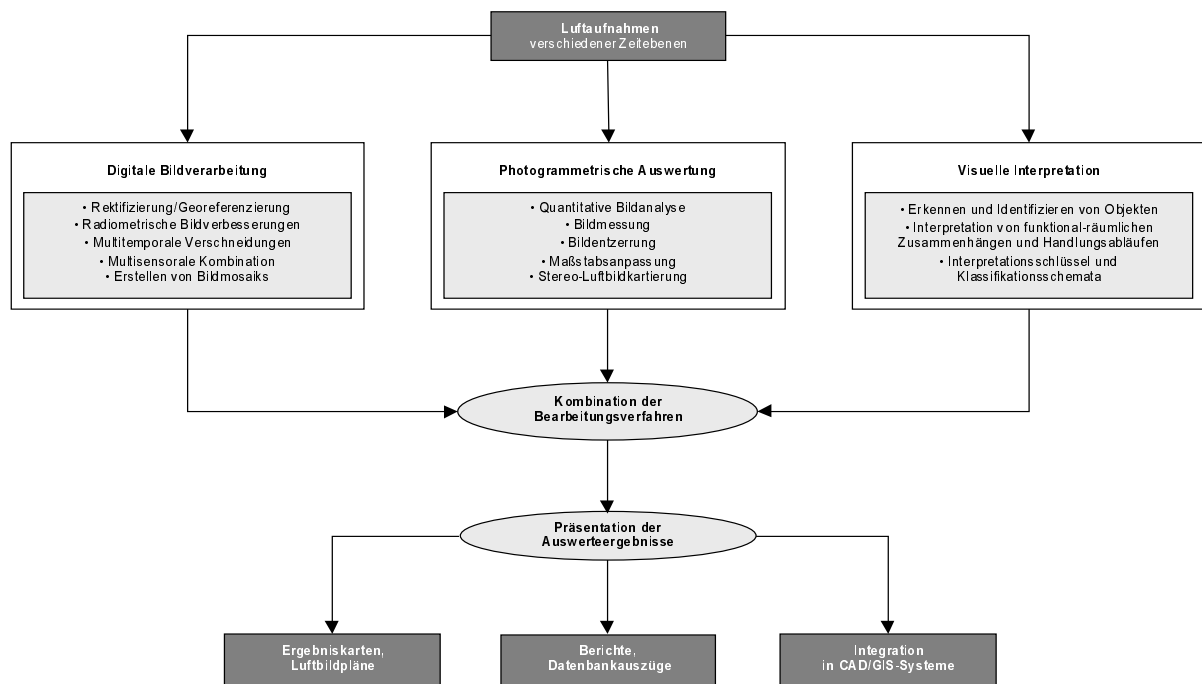 Luftaufnahmen
verschiedener Zeitebenen
Digitale Bildverarbeitung
• Rektifizierung/Georeferenzierung
• Radiometrische Bildverbesserungen
• Multitemporale Verschneidungen
• Multisensorale Kombination
• Erstellen von Bildmosaiks
Photogrammetrische Auswertung
• Quantitative Bildanalyse
• Bildmessung
• Bildentzerrung
• Maßstabsanpassung
• Stereo-Luftbildkartierung
Visuelle Interpretation
• Erkennen und Identifizieren von Objekten
• Interpretation von funktional-räumlichen
Zusammenhängen und Handlungsabläufen
• Interpretationsschlüssel und
Klassifikationsschemata
Kombination der
Bearbeitungsverfahren
Präsentation der
Auswerteergebnisse
Ergebniskarten,
Luftbildpläne
Berichte,
Datenbankauszüge
Integration
in CAD/GIS-Systeme